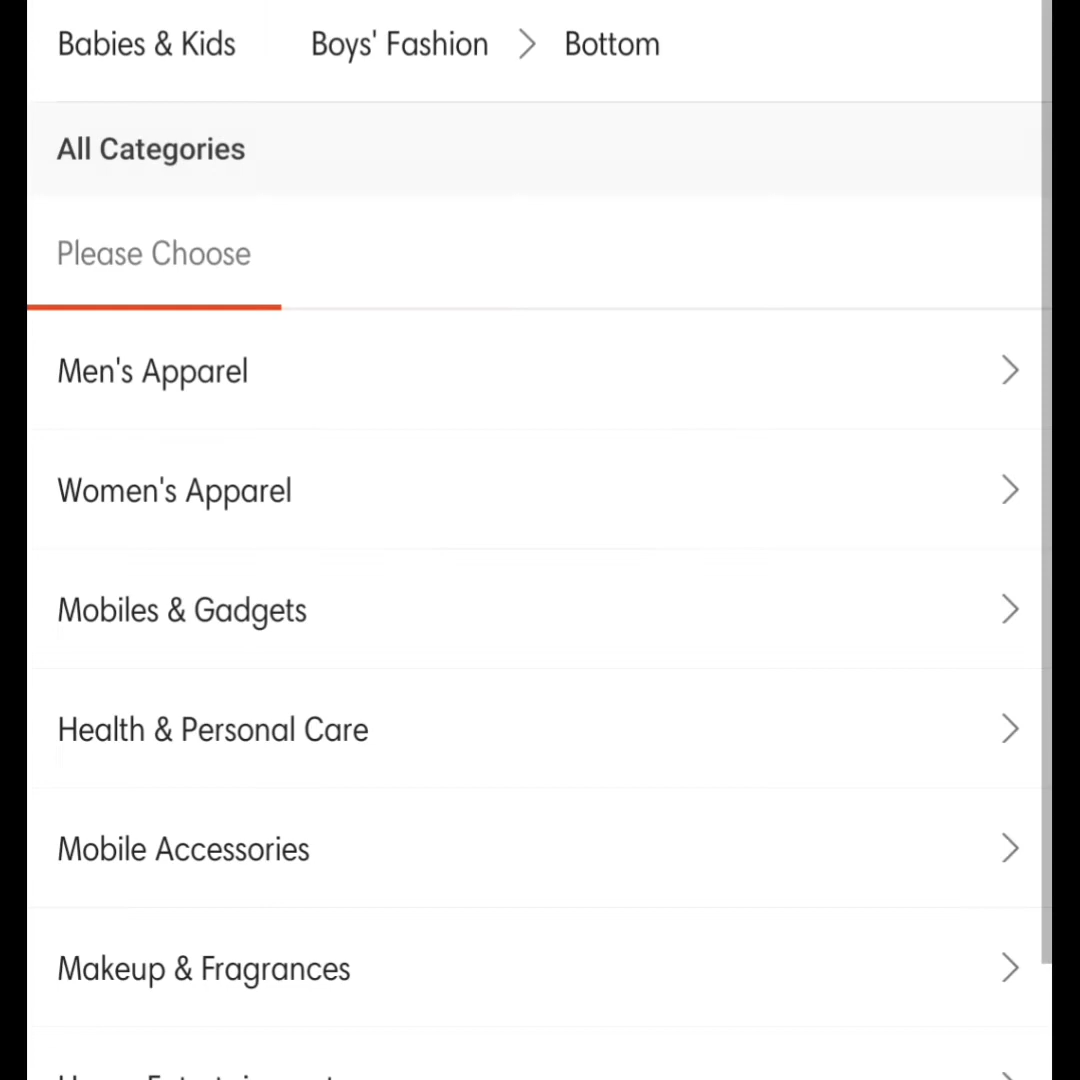 Babies & Kids Boys' Fashion > Bottom
All Categories
Please Choose
Men's Apparel
Women's Apparel
Mobiles & Gadgets
Health & Personal Care
Mobile Accessories
Makeup & Fragrances